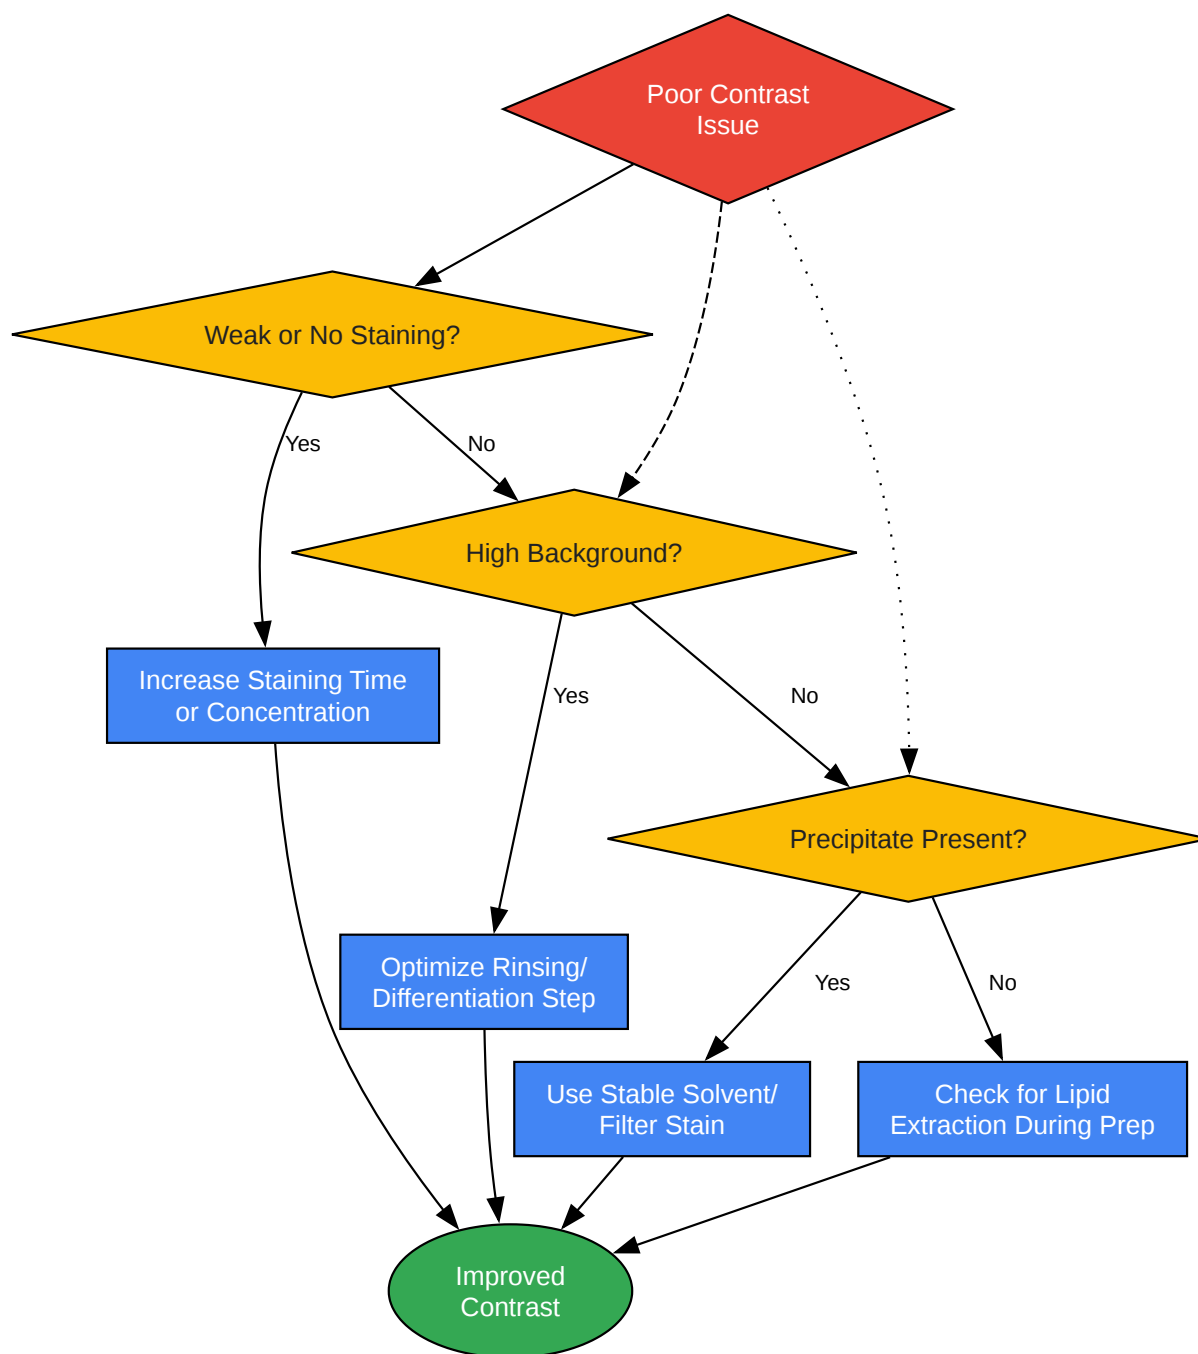 Poor Contrast
Issue
Weak or No Staining?
Yes
No
High Background?
Increase Staining Time
or Concentration
Yes
No
Precipitate Present?
Optimize Rinsing/
Differentiation Step
Yes
No
Use Stable Solvent/
Filter Stain
Check for Lipid
Extraction During Prep
Improved
Contrast